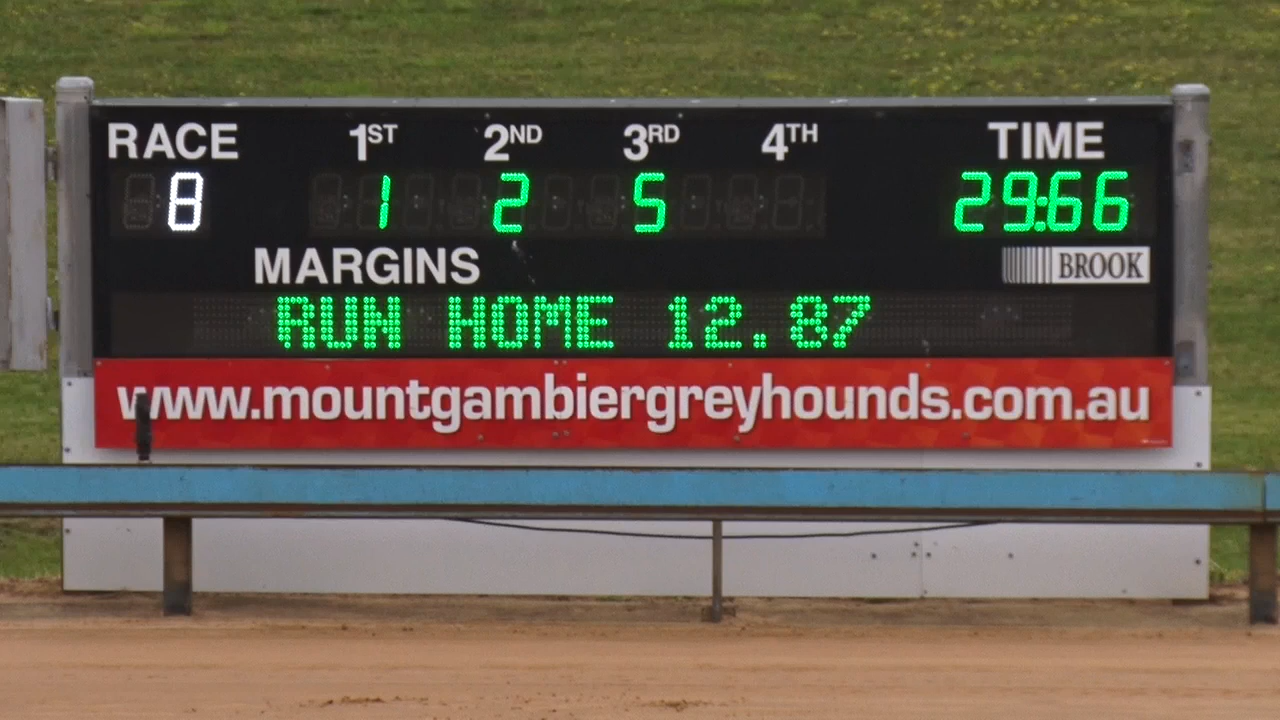 RACE 1ST 2ND 3RD 4TH TIME
8 1 2 5 29:66
MARGINS BROOK
RUN HOME 12.87
www.mountgambiergreyhounds.com.au